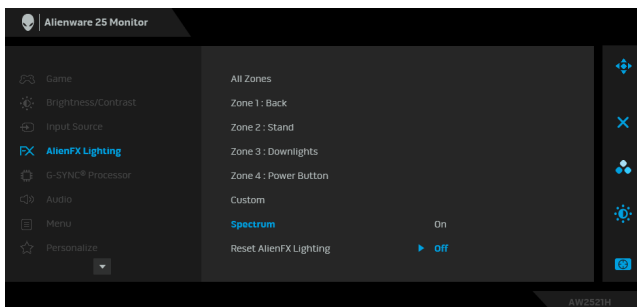 Alienware 25 Monitor
Game
Brightness/Contrast
Input Source
FX AlienFX Lighting
G-SYNC® Processor
Audio
Menu
Personalize
All Zones
Zone 1 : Back
Zone 2 : Stand
Zone 3 : Downlights
Zone 4 : Power Button
Custom
Spectrum On
Reset AlienFX Lighting Off
AW2521H